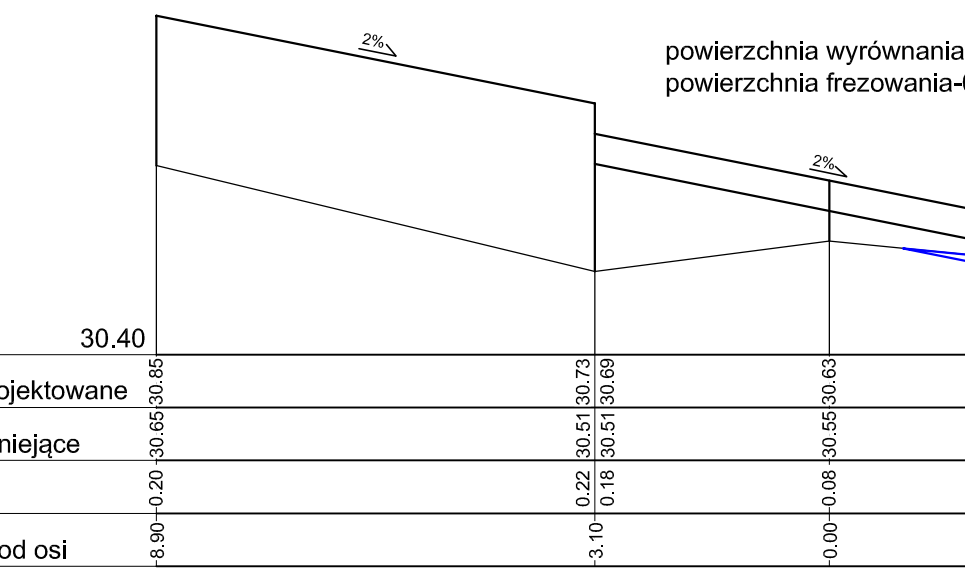 2%
powierzchnia wyrównania
powierzchnia frezowania-
2%
30.40
ojektowane 30.85 30.73 30.69 30.63
niejące 30.65 30.51 30.51 30.55
0.20 0.22 0.18 0.08
od osi -8.90 -3.10 -0.00